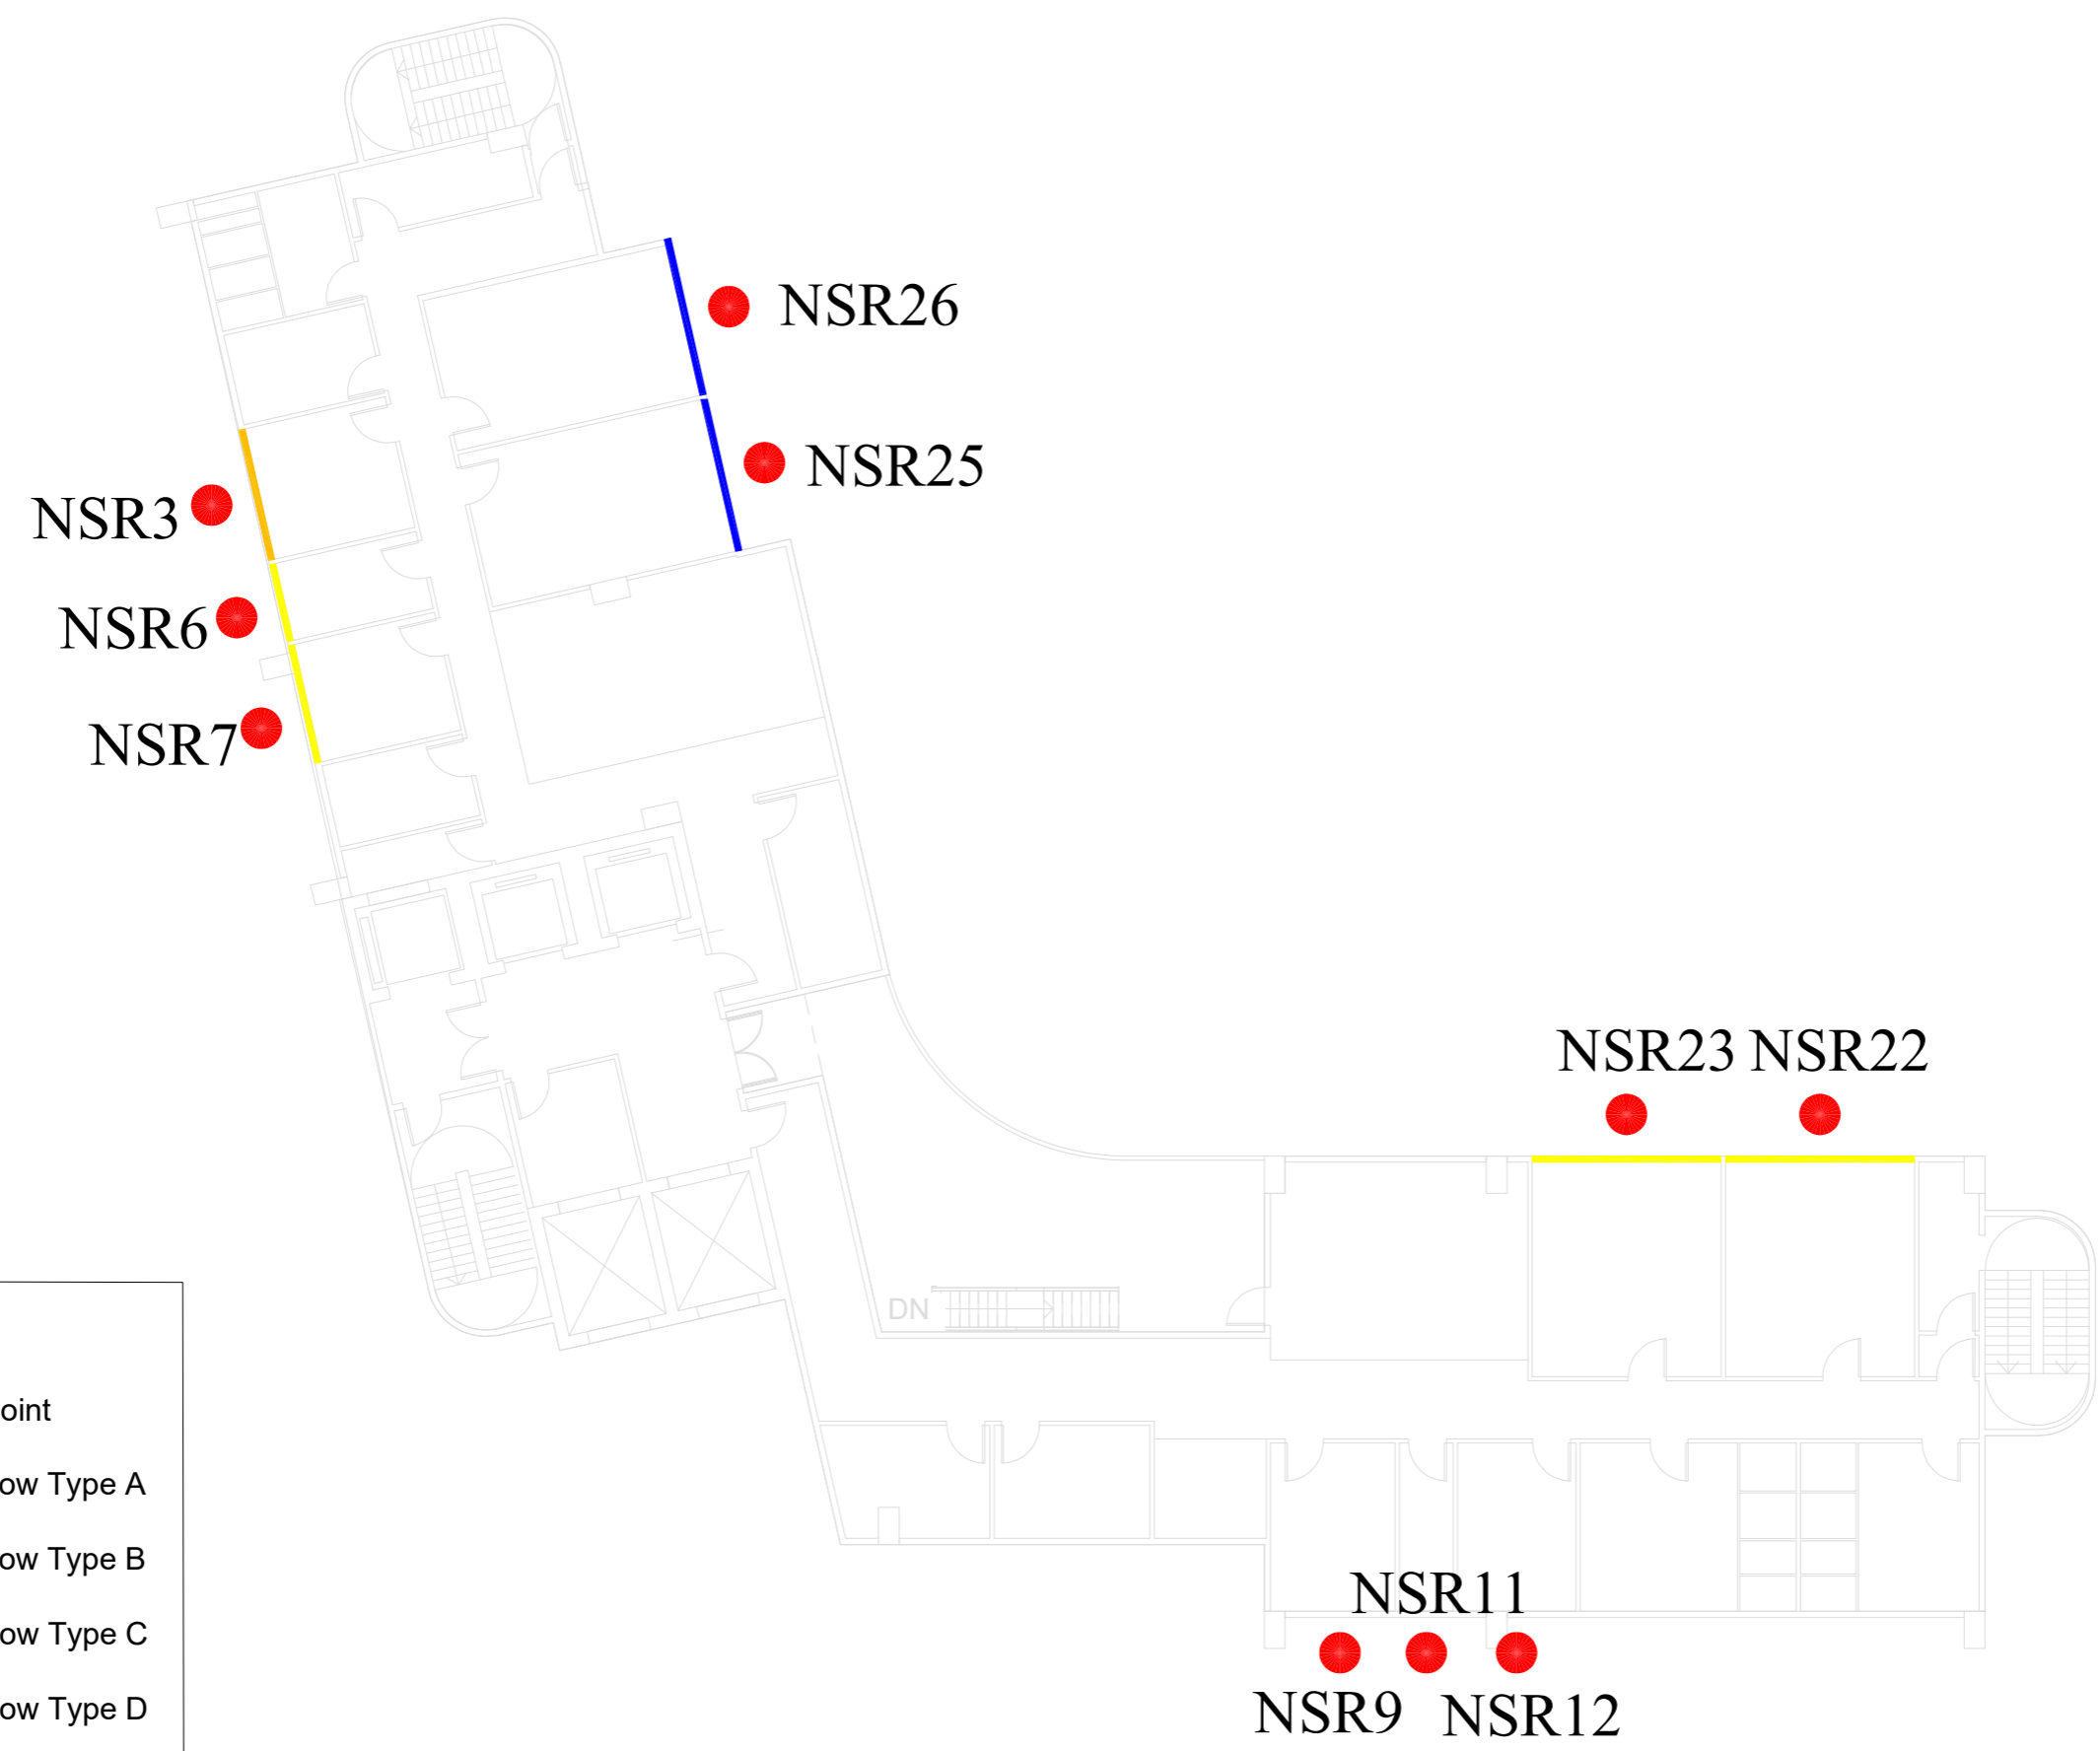 NSR26
NSR25
NSR3
NSR6
NSR7
NSR23 NSR22
DN
oint
ow Type A
ow Type B
ow Type C
ow Type D
NSR11
NSR9 NSR12